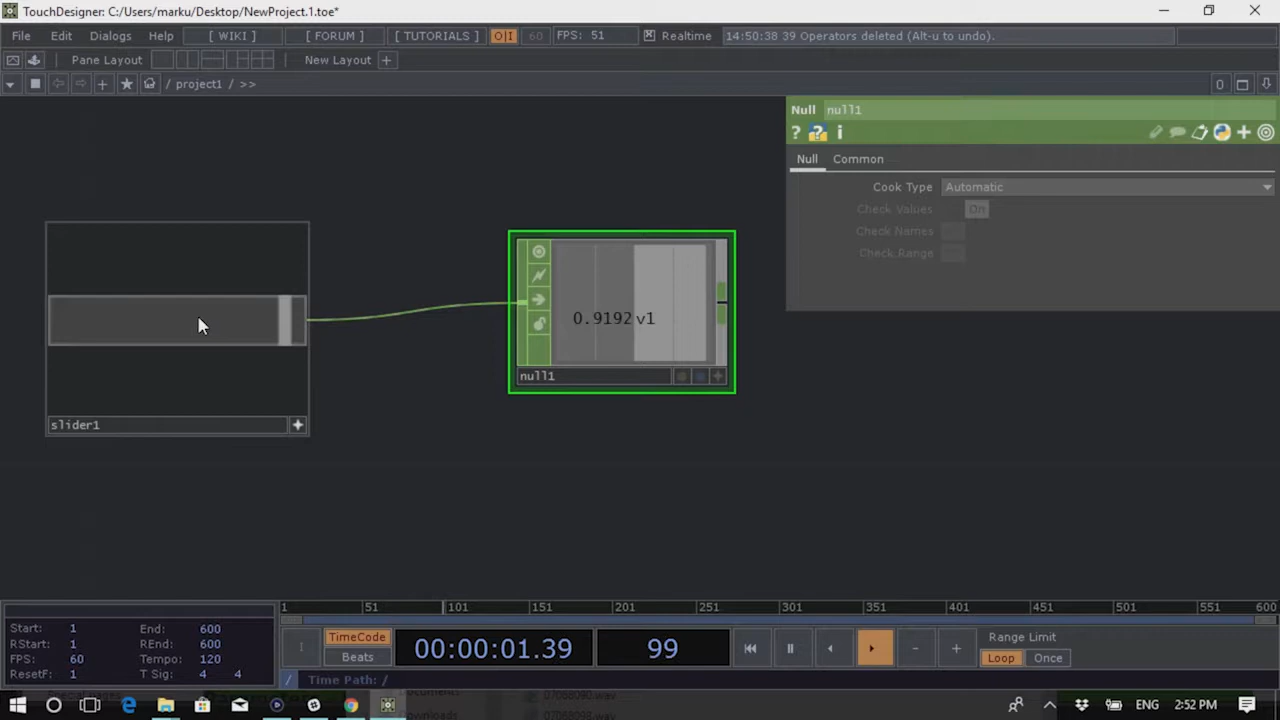 TouchDesigner: C:/Users/marku/Desktop/NewProject.1.toe*
File Edit Dialogs Help [ WIKI ] [ FORUM ] [ TUTORIALS ] O|I 60 FPS: 51 Realtime 14:50:38 39 Operators deleted (Alt-u to undo).
Pane Layout New Layout +
/ project1 / >> 0
Null null1
? ? i
Null Common
Cook Type Automatic
Check Values On
Check Names
Check Range
0.9192 v1
null1
slider1
1 51 101 151 201 251 301 351 401 451 501 551 600
Start: 1 End: 600
RStart: 1 REnd: 600
FPS: 60 Tempo: 120
ResetF: 1 T Sig: 4 4
TimeCode
Beats
00:00:01.39 99
Range Limit
Loop Once
/ Time Path: /
ENG 2:52 PM